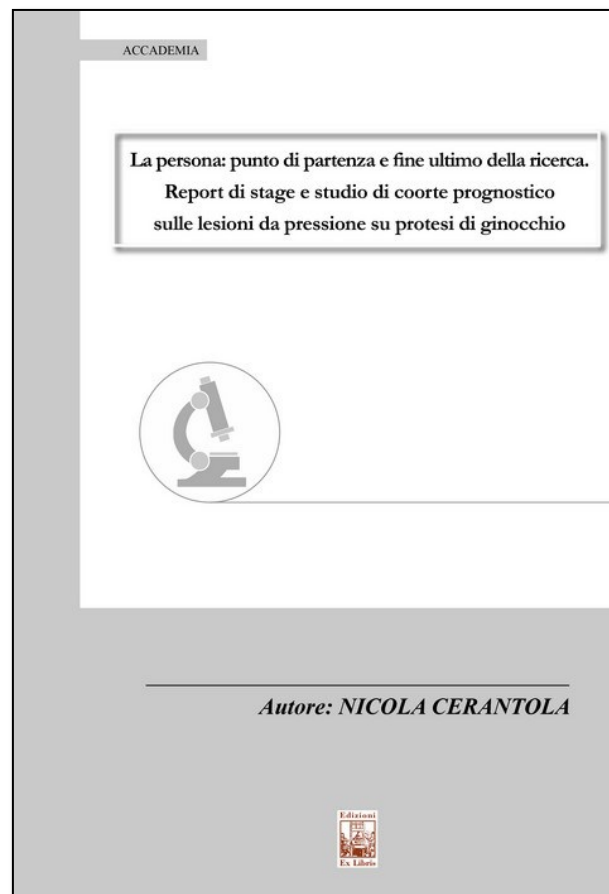 ACCADEMIA
La persona: punto di partenza e fine ultimo della ricerca.
Report di stage e studio di coorte prognostico
sulle lesioni da pressione su protesi di ginocchio
Autore: NICOLA CERANTOLA
Edizioni
Ex Libris